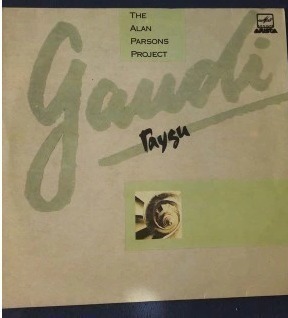 THE
ALAN
PARSONS
PROJECT
gaudi
Гауди